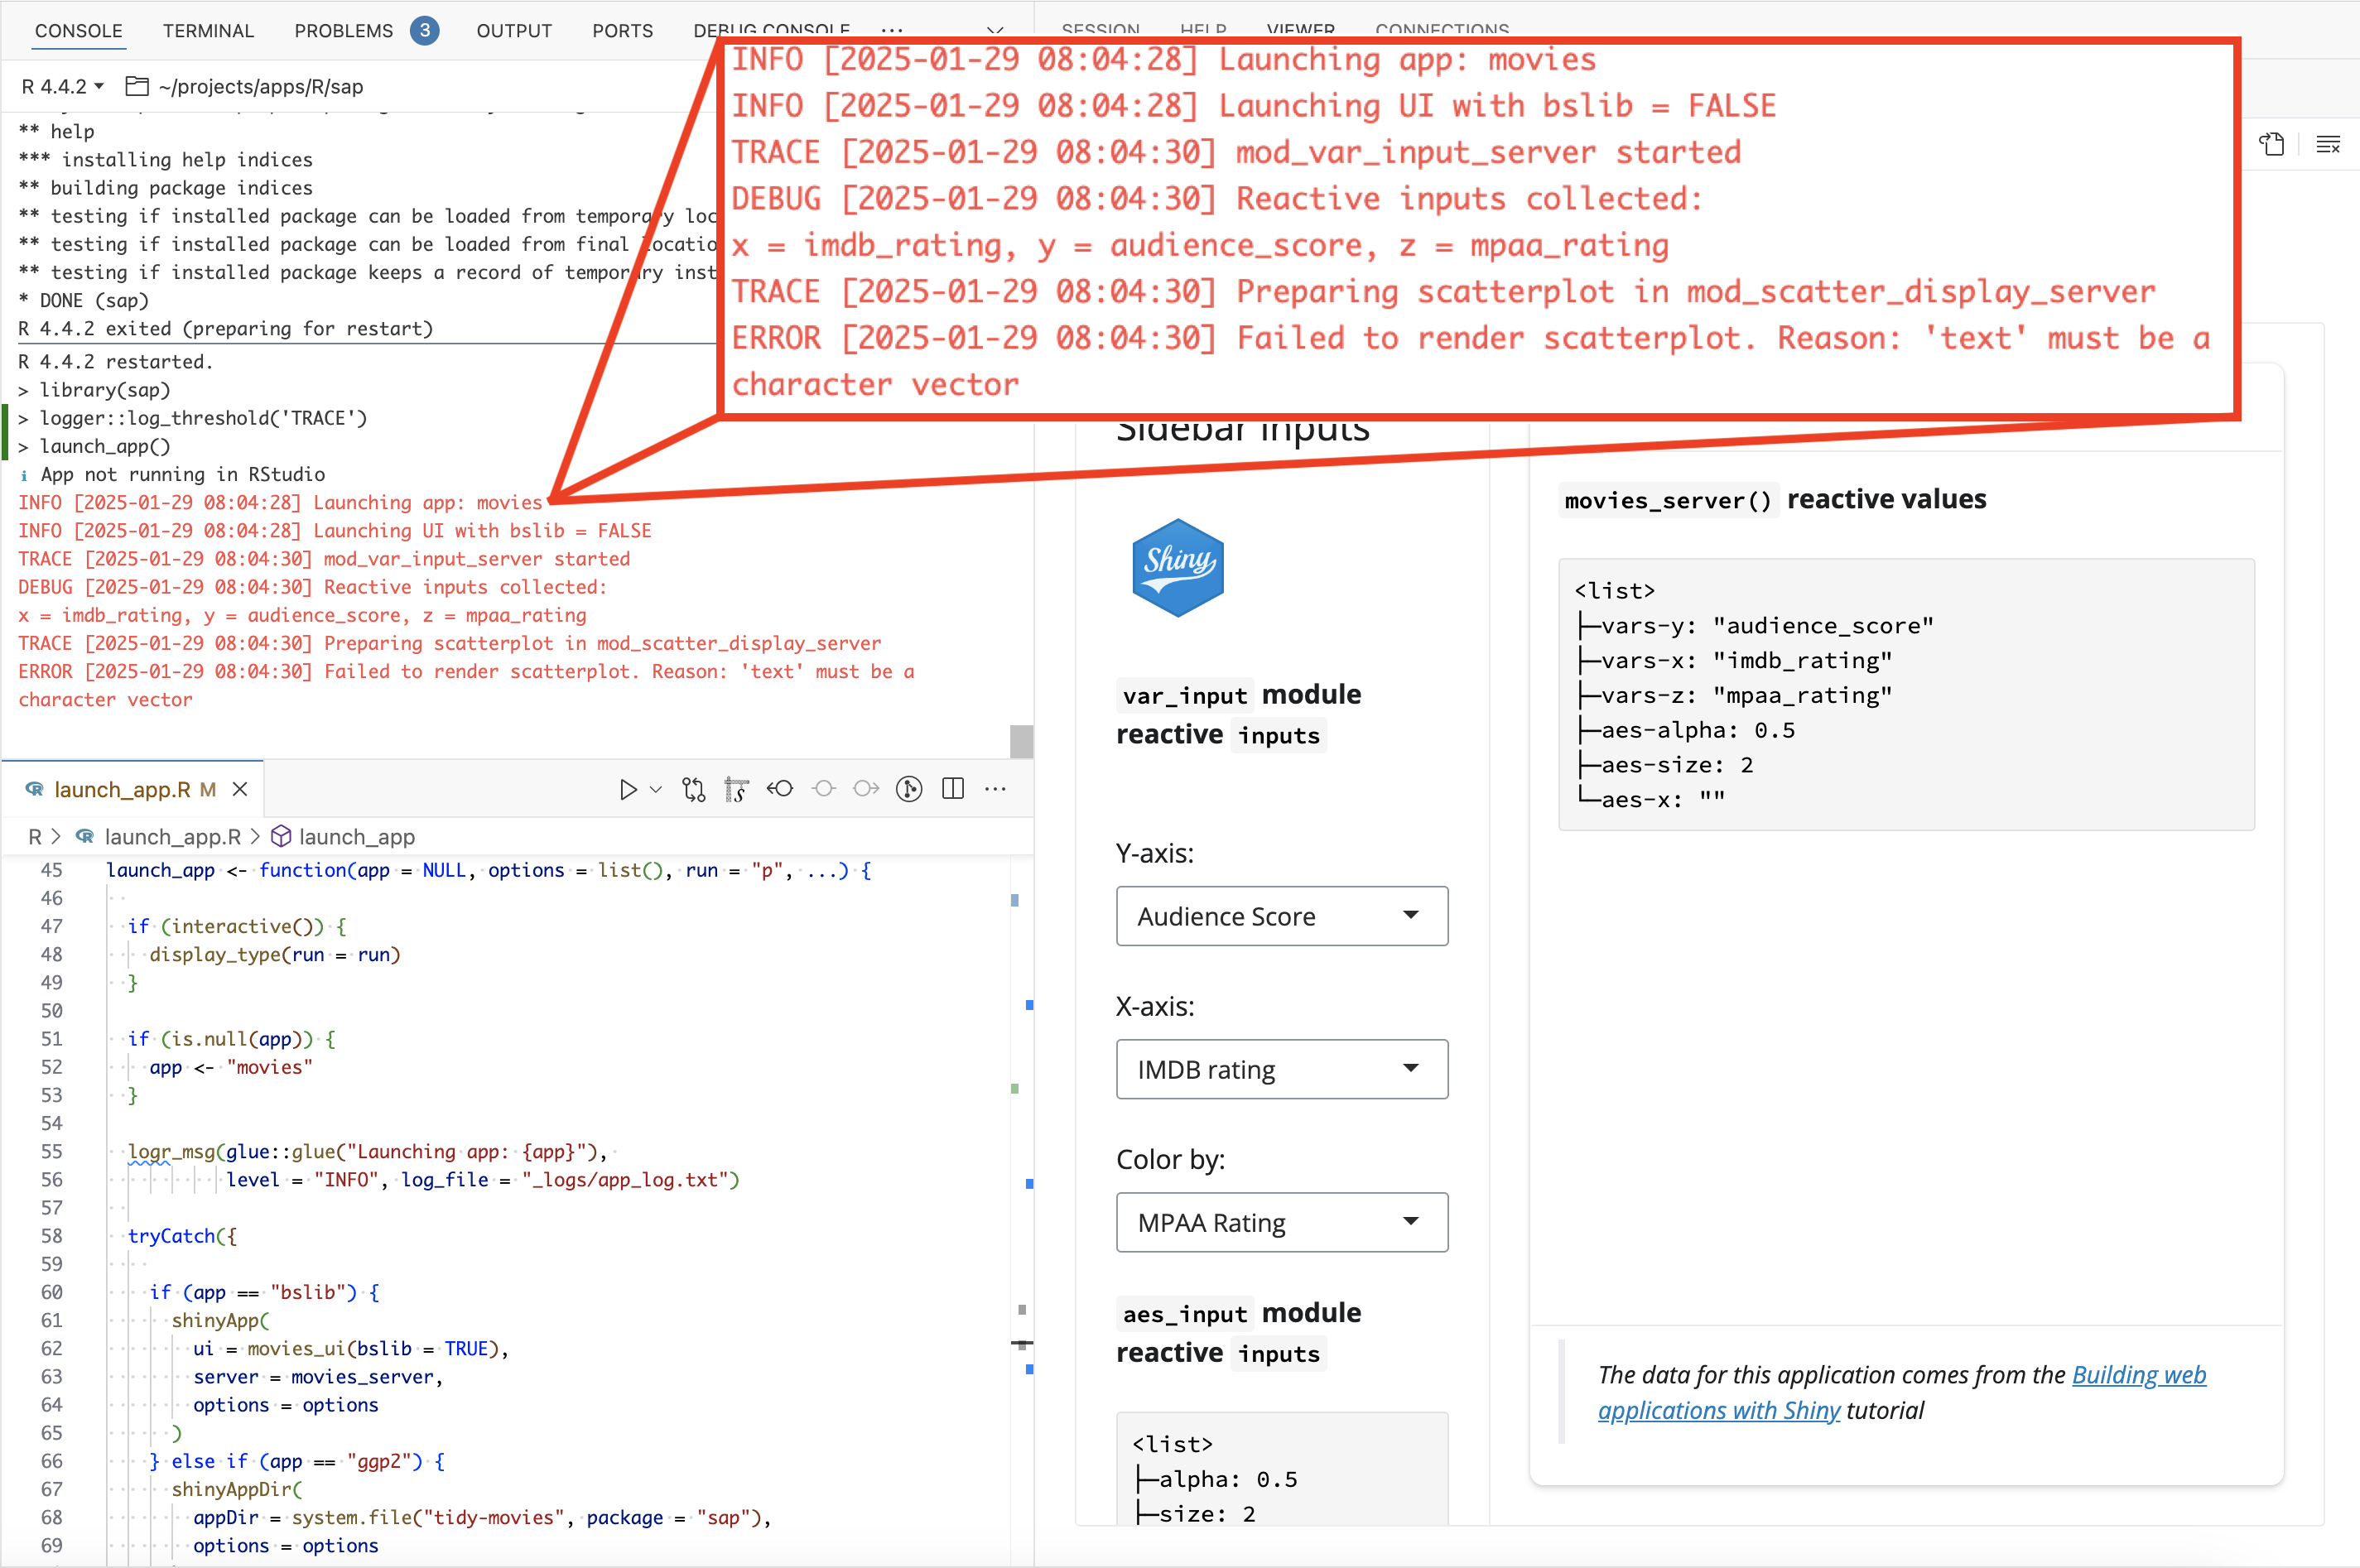 CONSOLE TERMINAL PROBLEMS 3 OUTPUT PORTS DEBUG CONSOLE ...
SESSION HELP VIEWER CONNECTIONS
R 4.4.2 ~/projects/apps/R/sap
** help
*** installing help indices
** building package indices
** testing if installed package can be loaded from temporary loc
** testing if installed package can be loaded from final locatio
** testing if installed package keeps a record of temporary inst
* DONE (sap)
R 4.4.2 exited (preparing for restart)
R 4.4.2 restarted.
> library(sap)
> logger::log_threshold('TRACE')
> launch_app()
ℹ App not running in RStudio
INFO [2025-01-29 08:04:28] Launching app: movies
INFO [2025-01-29 08:04:28] Launching UI with bslib = FALSE
TRACE [2025-01-29 08:04:30] mod_var_input_server started
DEBUG [2025-01-29 08:04:30] Reactive inputs collected:
x = imdb_rating, y = audience_score, z = mpaa_rating
TRACE [2025-01-29 08:04:30] Preparing scatterplot in mod_scatter_display_server
ERROR [2025-01-29 08:04:30] Failed to render scatterplot. Reason: 'text' must be a
character vector
INFO [2025-01-29 08:04:28] Launching app: movies
INFO [2025-01-29 08:04:28] Launching UI with bslib = FALSE
TRACE [2025-01-29 08:04:30] mod_var_input_server started
DEBUG [2025-01-29 08:04:30] Reactive inputs collected:
x = imdb_rating, y = audience_score, z = mpaa_rating
TRACE [2025-01-29 08:04:30] Preparing scatterplot in mod_scatter_display_server
ERROR [2025-01-29 08:04:30] Failed to render scatterplot. Reason: 'text' must be a
character vector
launch_app.R M
R > launch_app.R > launch_app
45 launch_app <- function(app = NULL, options = list(), run = "p", ...) {
46
47 if (interactive()) {
48 display_type(run = run)
49 }
50
51 if (is.null(app)) {
52 app <- "movies"
53 }
54
55 logr_msg(glue::glue("Launching app: {app}"),
56 level = "INFO", log_file = "_logs/app_log.txt")
57
58 tryCatch({
59
60 if (app == "bslib") {
61 shinyApp(
62 ui = movies_ui(bslib = TRUE),
63 server = movies_server,
64 options = options
65 )
66 } else if (app == "ggp2") {
67 shinyAppDir(
68 appDir = system.file("tidy-movies", package = "sap"),
69 options = options
Sidebar inputs
Shiny
var_input module
reactive inputs
Y-axis:
Audience Score
X-axis:
IMDB rating
Color by:
MPAA Rating
aes_input module
reactive inputs
<list>
├─alpha: 0.5
├─size: 2
movies_server() reactive values
<list>
├─vars-y: "audience_score"
├─vars-x: "imdb_rating"
├─vars-z: "mpaa_rating"
├─aes-alpha: 0.5
├─aes-size: 2
└─aes-x: ""
The data for this application comes from the Building web
applications with Shiny tutorial